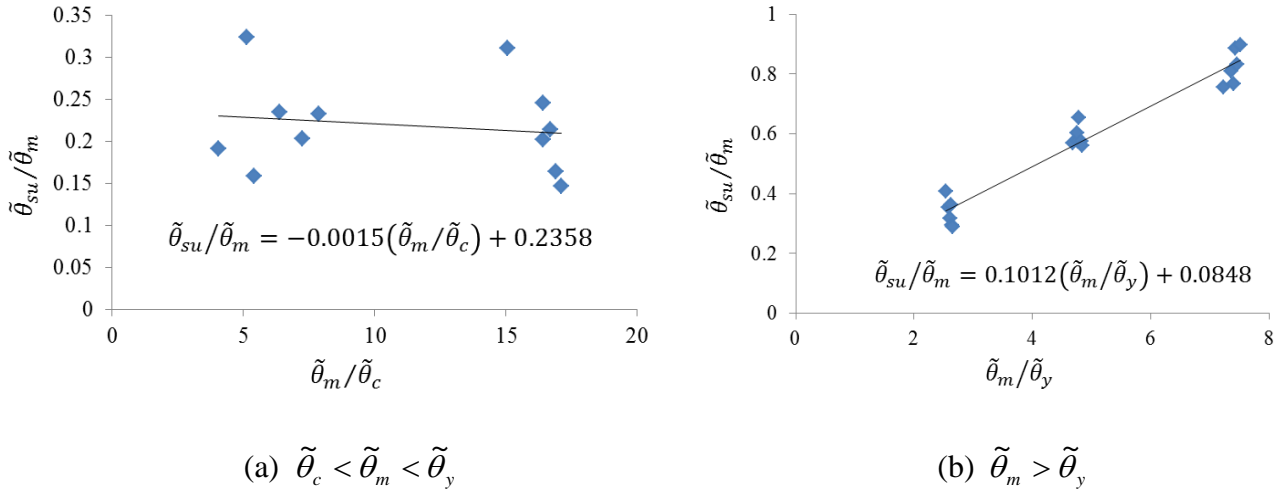 0.35
0.3
0.25
0.2
0.15
0.1
0.05
0
0 5 10 15 20
θ̃su/θ̃m
θ̃su/θ̃m = −0.0015(θ̃m/θ̃c) + 0.2358
θ̃m/θ̃c
(a) θ̃c < θ̃m < θ̃y
1
0.8
0.6
0.4
0.2
0
0 2 4 6 8
θ̃su/θ̃m
θ̃su/θ̃m = 0.1012(θ̃m/θ̃y) + 0.0848
θ̃m/θ̃y
(b) θ̃m > θ̃y